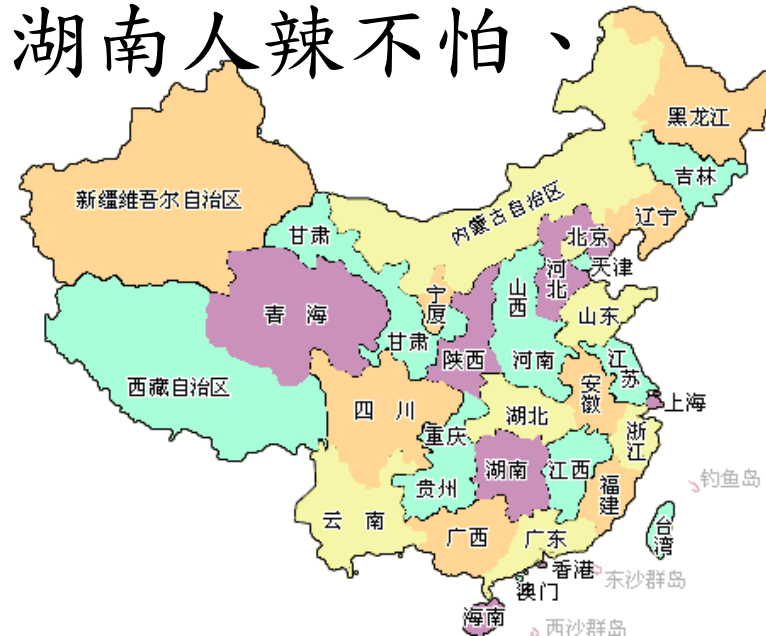 湖南人辣不怕、
黑龙江
吉林
新疆维吾尔自治区
内蒙古自治区
辽宁
甘肃
北京
天津
河北
宁夏
山西
青海
山东
甘肃
陕西
河南
江苏
西藏自治区
安徽
四川
湖北
上海
重庆
浙江
湖南
江西
贵州
福建
钓鱼岛
云南
广西
广东
台湾
香港
东沙群岛
澳门
海南
西沙群岛